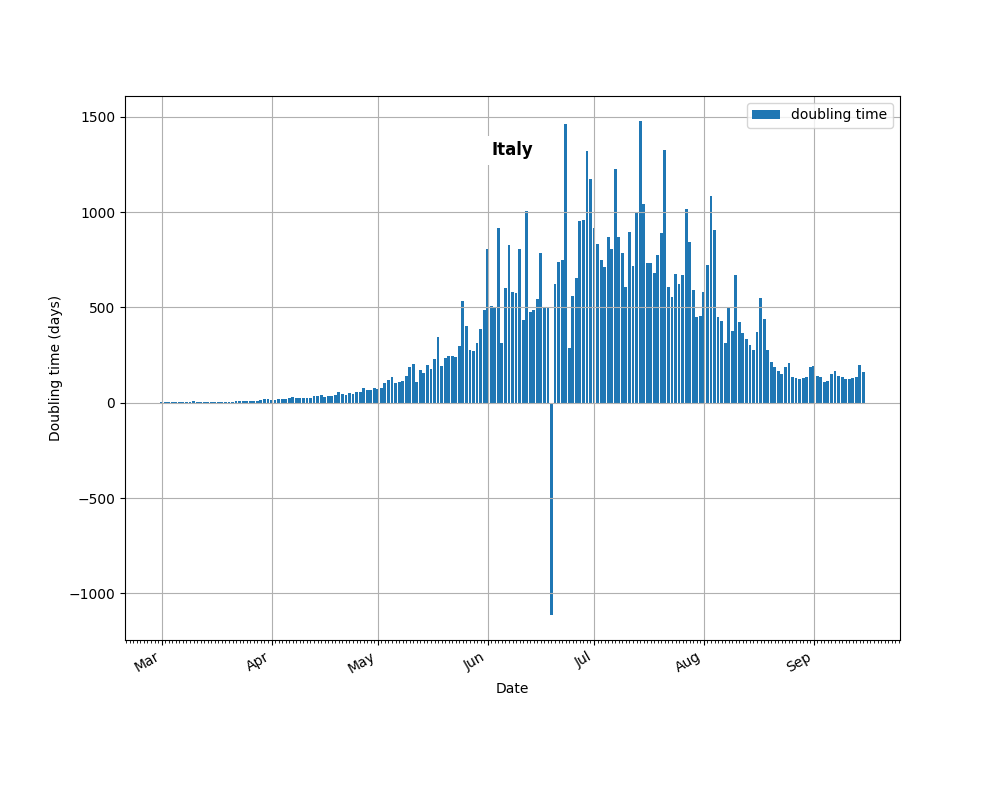 doubling time
Italy
1500
1000
500
0
−500
−1000
Doubling time (days)
Mar
Apr
May
Jun
Jul
Aug
Sep
Date